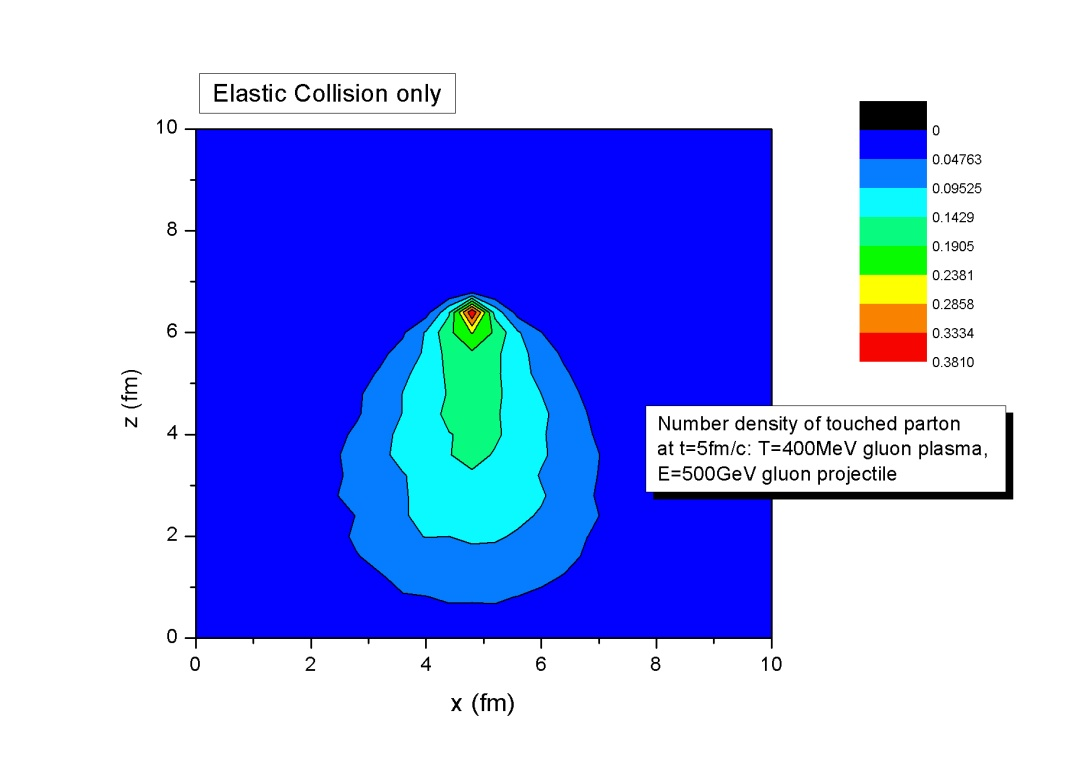 Elastic Collision only
0
0.04763
0.09525
0.1429
0.1905
0.2381
0.2858
0.3334
0.3810
10
8
6
4
2
0
z (fm)
Number density of touched parton
at t=5fm/c: T=400MeV gluon plasma,
E=500GeV gluon projectile
0 2 4 6 8 10
x (fm)